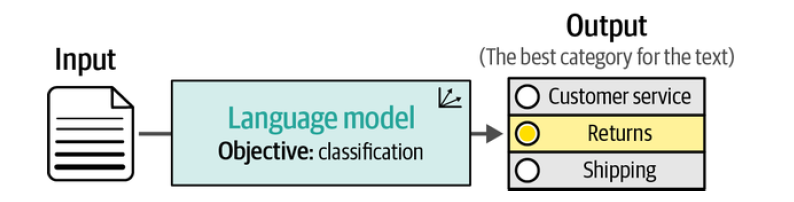 Input
Language model
Objective: classification
Output
(The best category for the text)
Customer service
Returns
Shipping